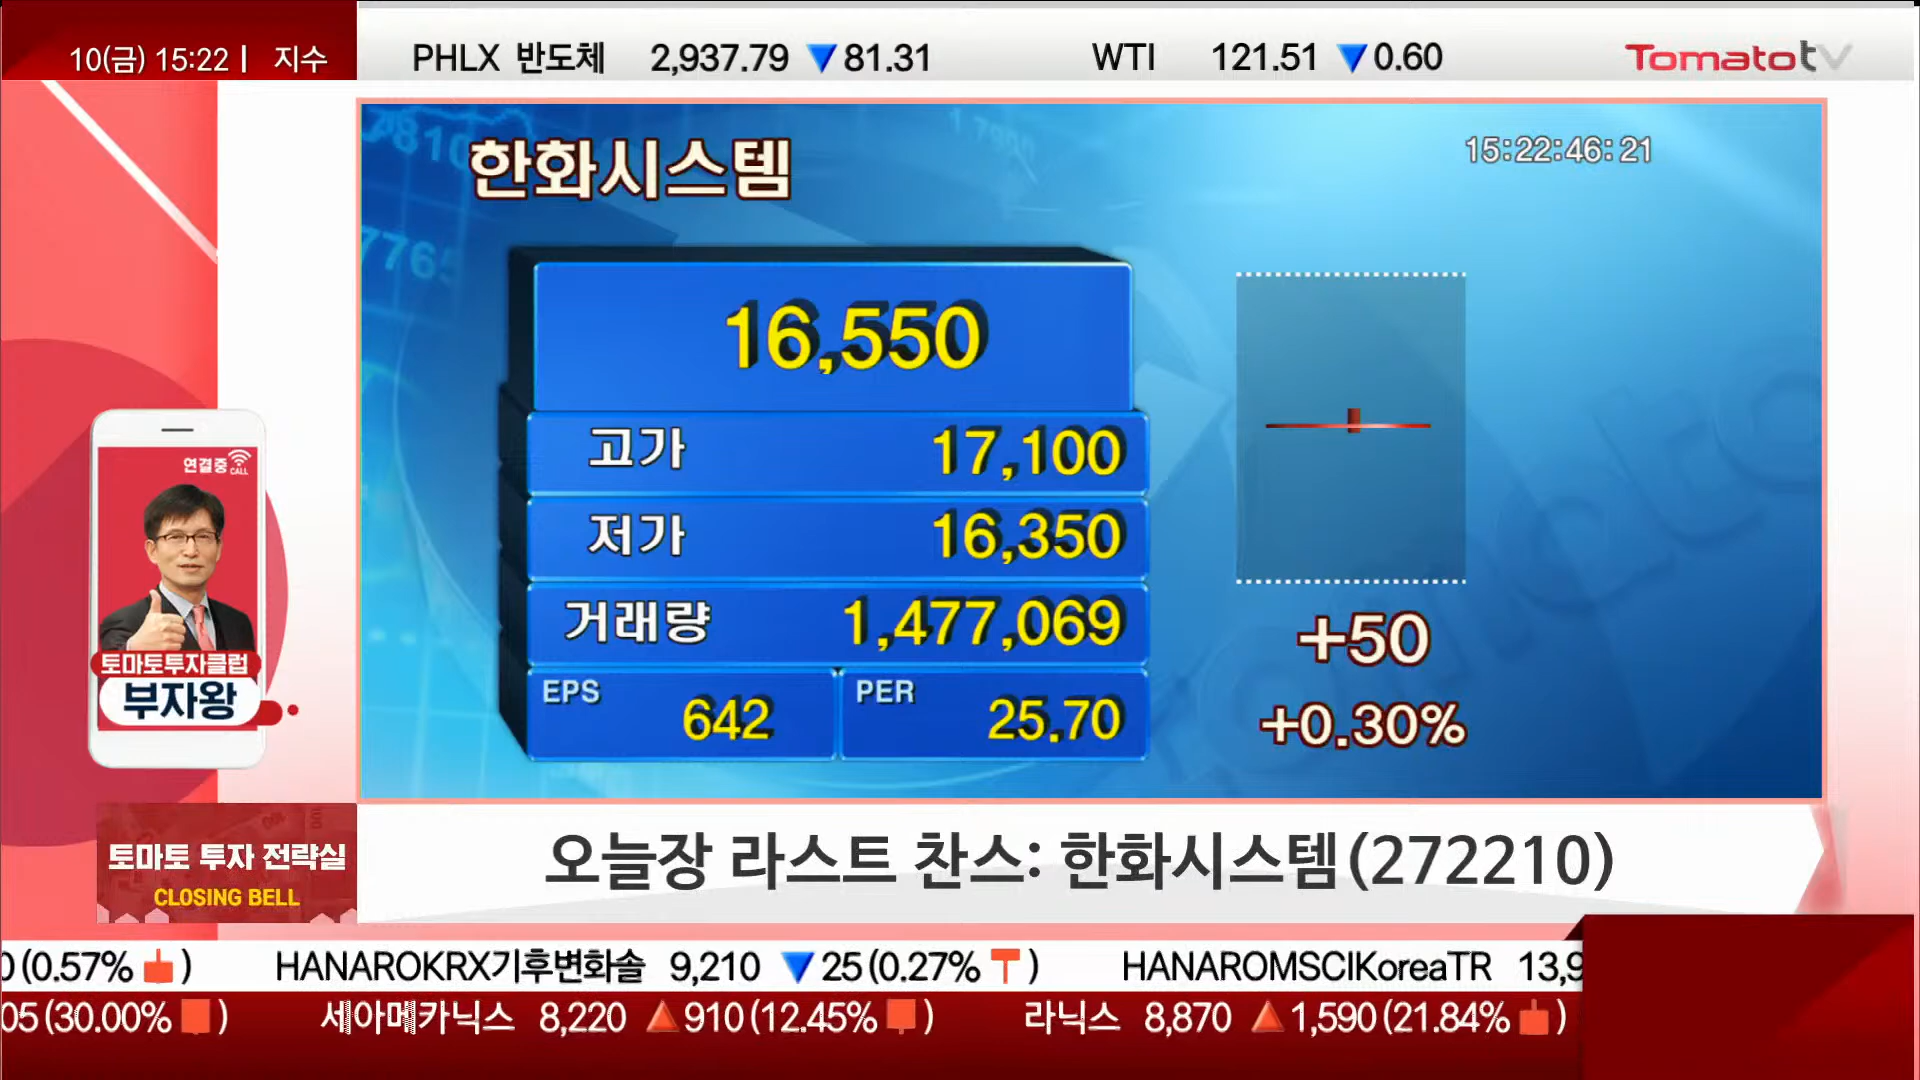 10(금) 15:22 | 지수 PHLX 반도체 2,937.79 ▼81.31 WTI 121.51 ▼0.60 Tomatotv
한화시스템 15:22:46:21
16,550
고가 17,100
저가 16,350
거래량 1,477,069
EPS 642 PER 25.70
+50
+0.30%
연결중 CALL
토마토투자클럽
부자왕
토마토 투자 전략실
CLOSING BELL
오늘장 라스트 찬스: 한화시스템(272210)
0(0.57% ) HANAROKRX기후변화솔 9,210 ▼25(0.27% ) HANAROMSCIKoreaTR 13,9
05(30.00% ) 세아메카닉스 8,220 ▲910(12.45% ) 라닉스 8,870 ▲1,590(21.84% )